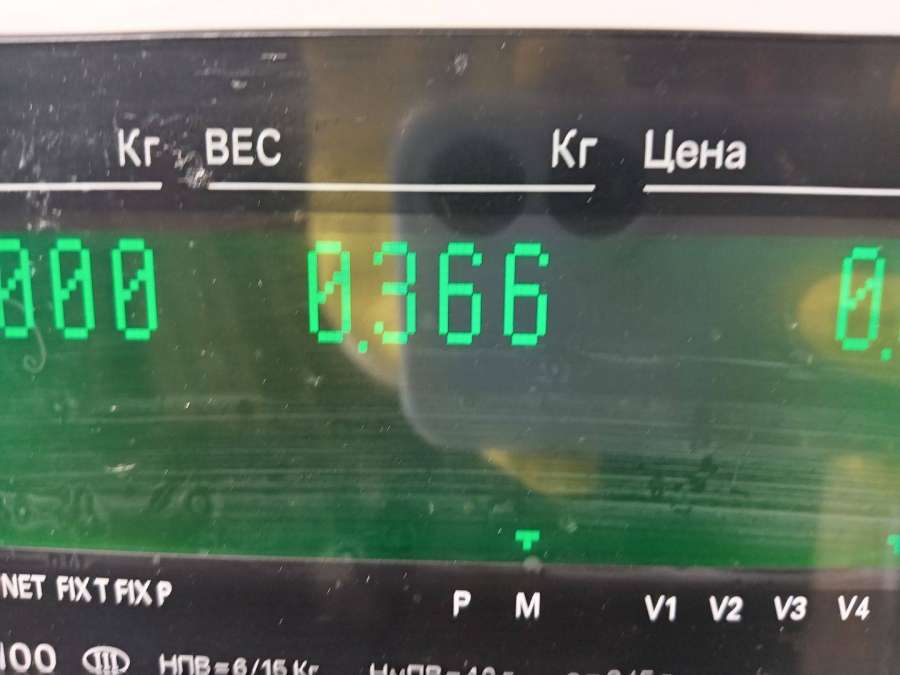 Кг ВЕС Кг Цена
000 0.366 0.
NET FIX T FIX P P M V1 V2 V3 V4
100 НПВ=6/15 Кг